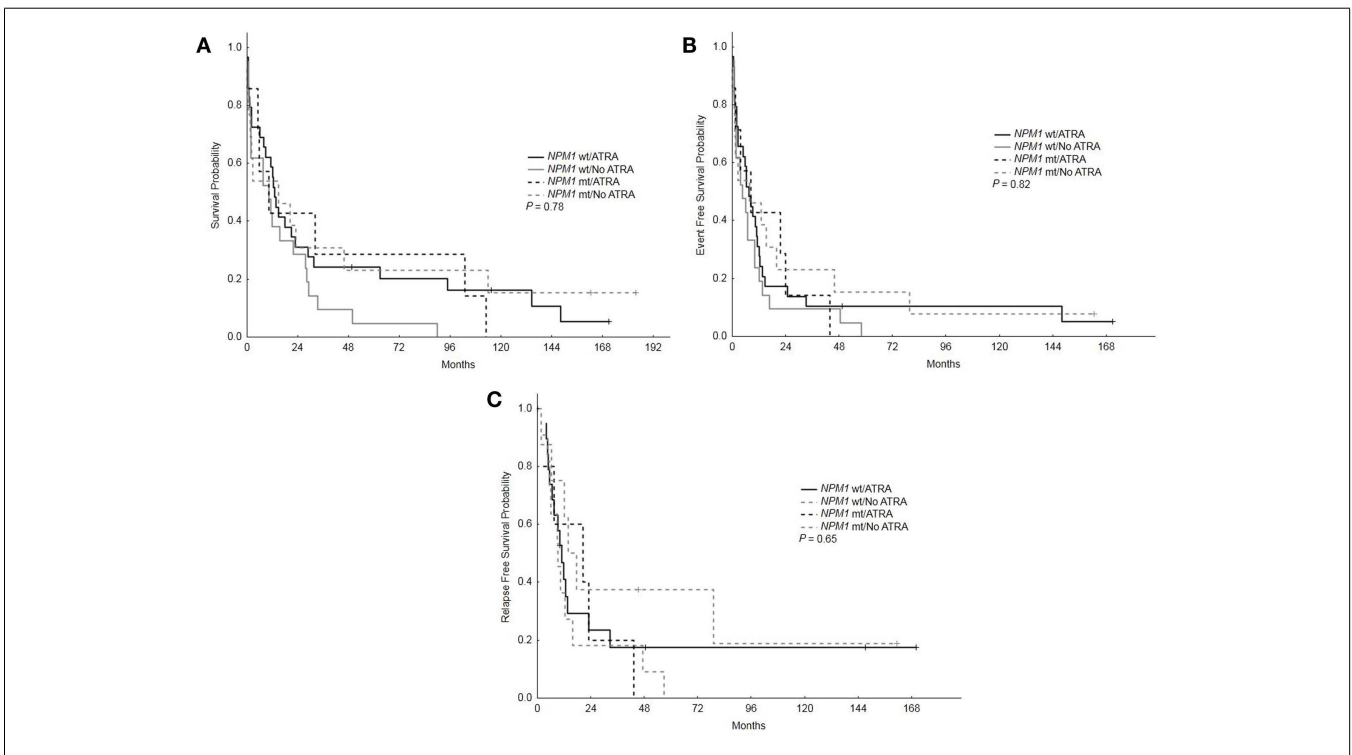 A
Survival Probability
1.0
0.8
0.6
0.4
0.2
0.0
0 24 48 72 96 120 144 168 192
Months
NPM1 wt/ATRA
NPM1 wt/No ATRA
NPM1 mt/ATRA
NPM1 mt/No ATRA
P = 0.78
B
Event Free Survival Probability
1.0
0.8
0.6
0.4
0.2
0.0
0 24 48 72 96 120 144 168
Months
NPM1 wt/ATRA
NPM1 wt/No ATRA
NPM1 mt/ATRA
NPM1 mt/No ATRA
P = 0.82
C
Relapse Free Survival Probability
1.0
0.8
0.6
0.4
0.2
0.0
0 24 48 72 96 120 144 168
Months
NPM1 wt/ATRA
NPM1 wt/No ATRA
NPM1 mt/ATRA
NPM1 mt/No ATRA
P = 0.65